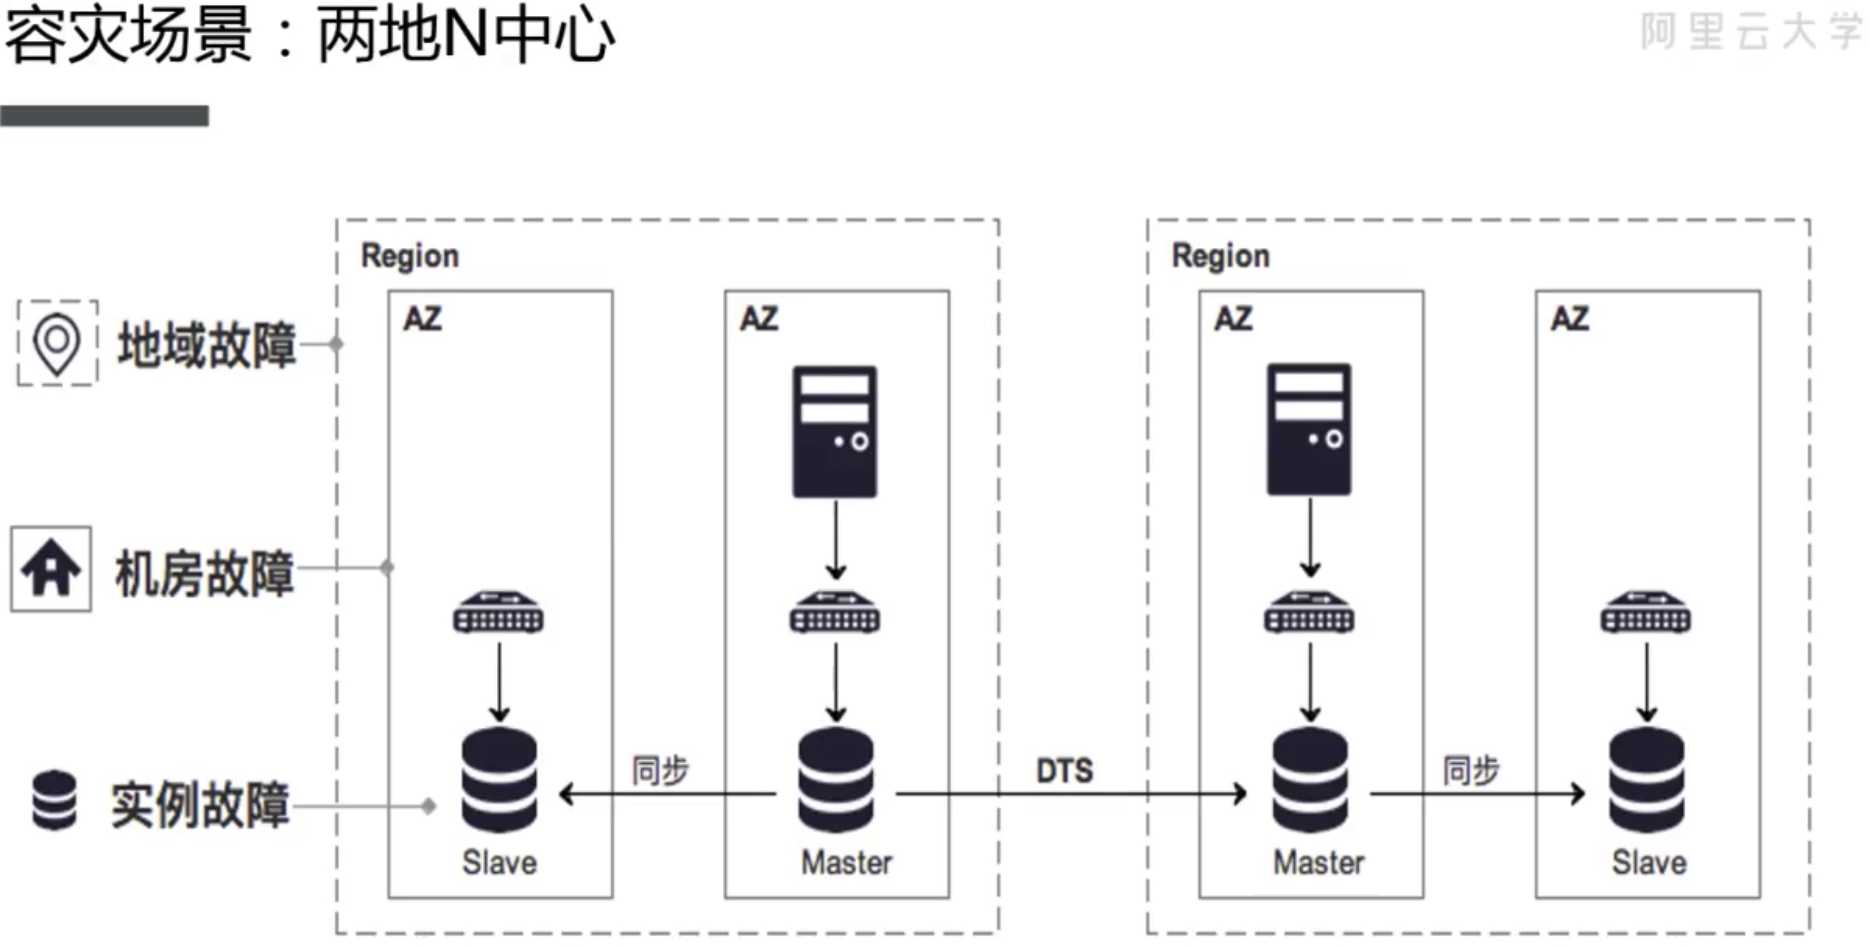 容灾场景：两地N中心
阿里云大学
Region
Region
AZ
AZ
AZ
AZ
地域故障
机房故障
实例故障
同步
DTS
同步
Slave
Master
Master
Slave